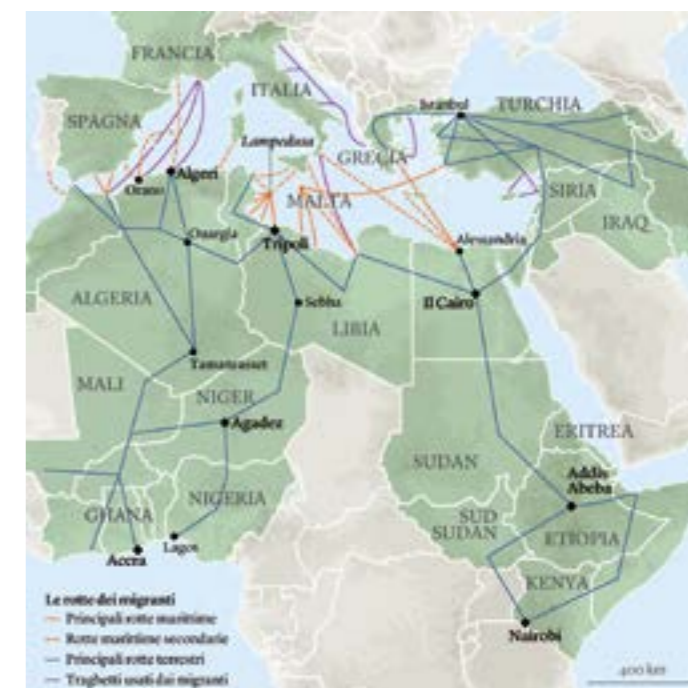 FRANCIA
ITALIA
SPAGNA
Istanbul
TURCHIA
Lampedusa
GRECIA
Orano
Algeri
MALTA
SIRIA
IRAQ
Ouargla
Tripoli
Alessandria
ALGERIA
Sebha
Il Cairo
LIBIA
Tamanrasset
MALI
NIGER
Agadez
ERITREA
SUDAN
Addis
Abeba
NIGERIA
GHANA
SUD
SUDAN
ETIOPIA
Lagos
Accra
KENYA
Nairobi
Le rotte dei migranti
Principali rotte marittime
Rotte marittime secondarie
Principali rotte terrestri
Traghetti usati dai migranti
400 km